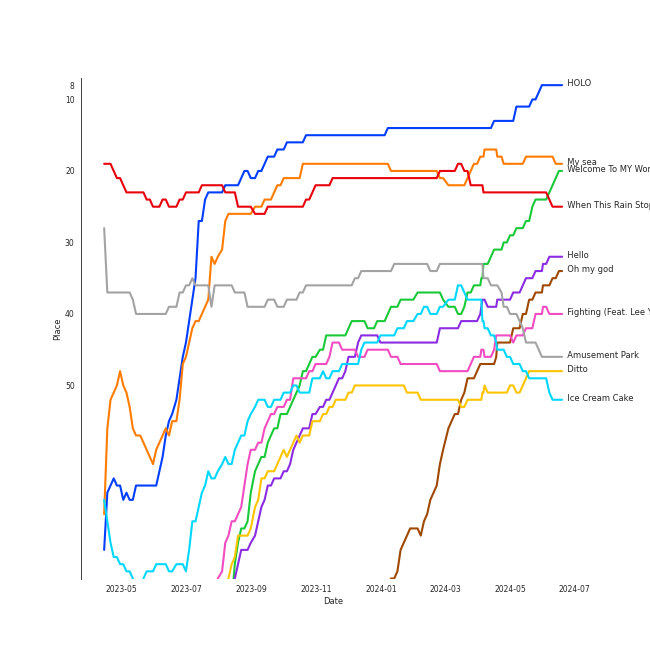 8
10
20
30
40
50
Place
HOLO
My sea
Welcome To MY Wor
When This Rain Stop
Hello
Oh my god
Fighting (Feat. Lee Y
Amusement Park
Ditto
Ice Cream Cake
2023-05
2023-07
2023-09
2023-11
2024-01
2024-03
2024-05
2024-07
Date